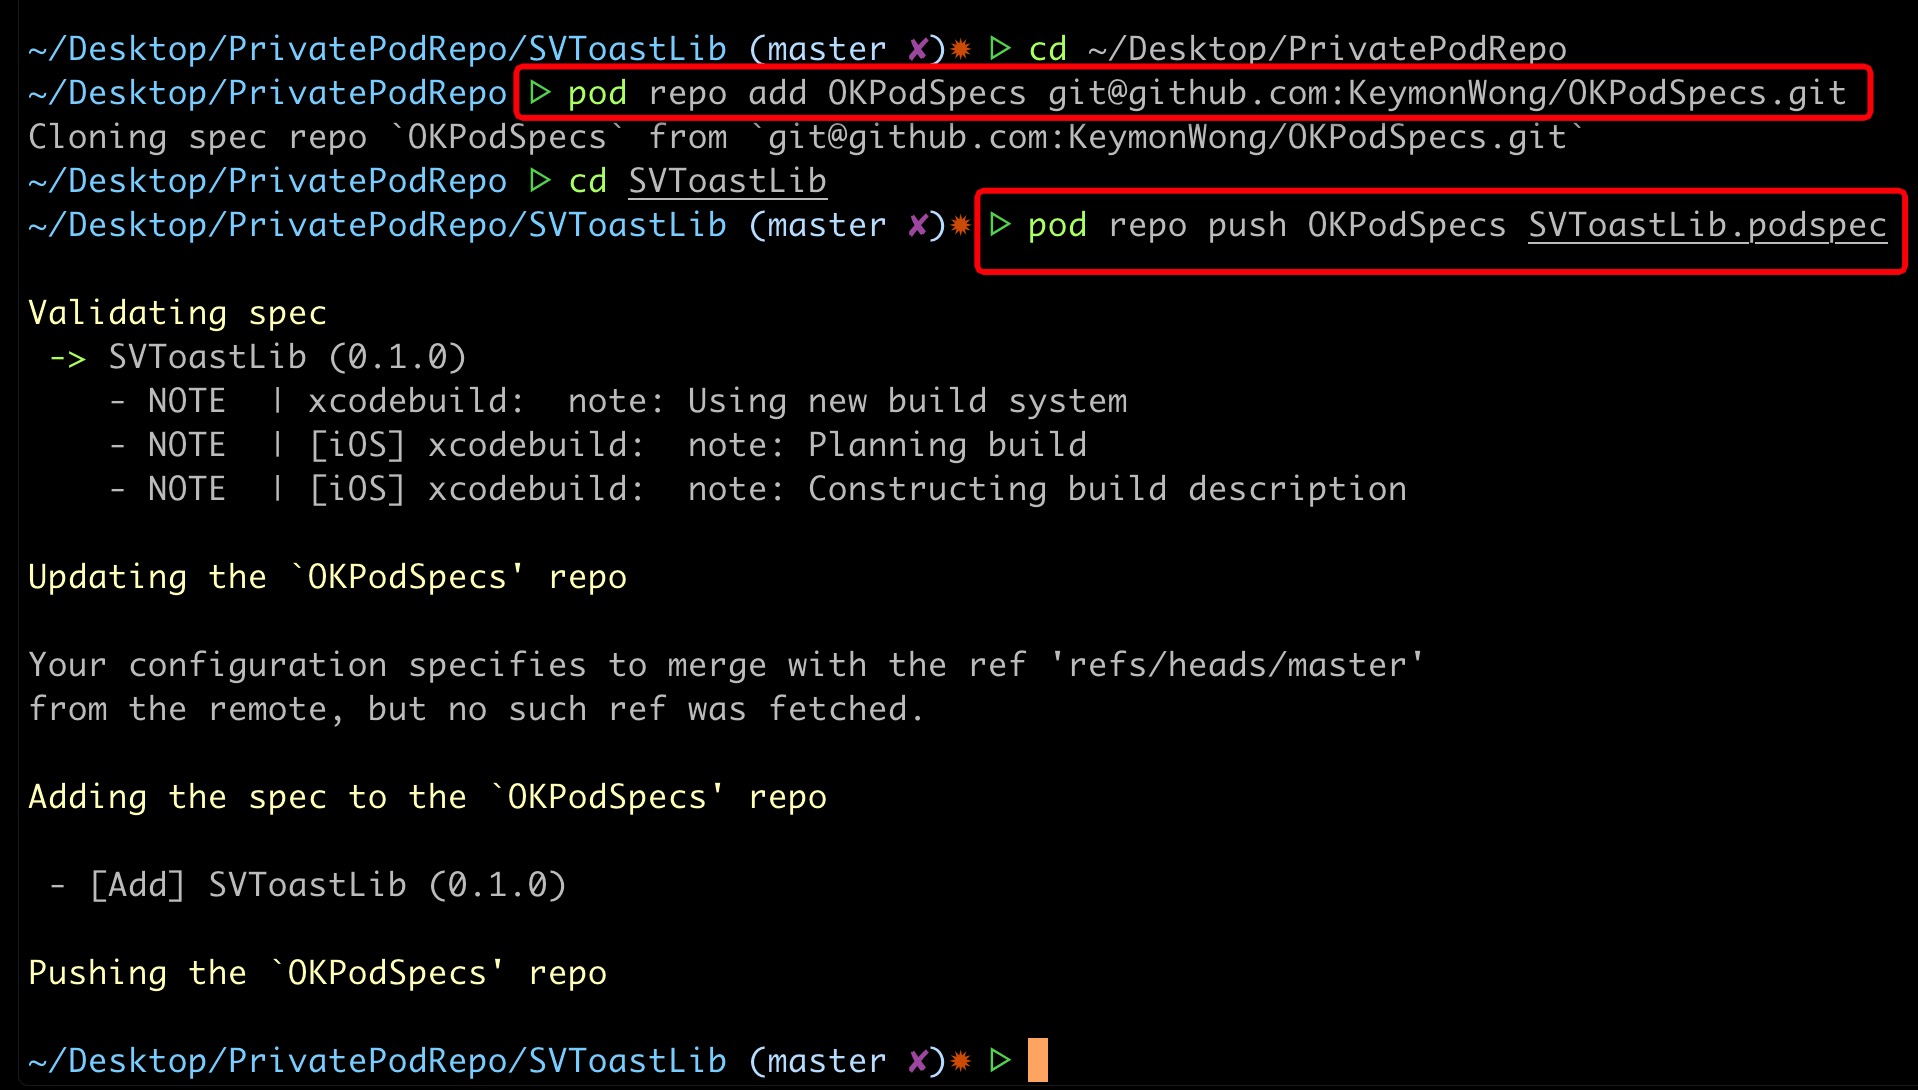 ~/Desktop/PrivatePodRepo/SVToastLib (master ✘)✹ ▷ cd ~/Desktop/PrivatePodRepo
~/Desktop/PrivatePodRepo ▷ pod repo add OKPodSpecs git@github.com:KeymonWong/OKPodSpecs.git
Cloning spec repo `OKPodSpecs` from `git@github.com:KeymonWong/OKPodSpecs.git`
~/Desktop/PrivatePodRepo ▷ cd SVToastLib
~/Desktop/PrivatePodRepo/SVToastLib (master ✘)✹ ▷ pod repo push OKPodSpecs SVToastLib.podspec
Validating spec
 -> SVToastLib (0.1.0)
    - NOTE  | xcodebuild:  note: Using new build system
    - NOTE  | [iOS] xcodebuild:  note: Planning build
    - NOTE  | [iOS] xcodebuild:  note: Constructing build description
Updating the `OKPodSpecs' repo
Your configuration specifies to merge with the ref 'refs/heads/master'
from the remote, but no such ref was fetched.
Adding the spec to the `OKPodSpecs' repo
 - [Add] SVToastLib (0.1.0)
Pushing the `OKPodSpecs' repo
~/Desktop/PrivatePodRepo/SVToastLib (master ✘)✹ ▷